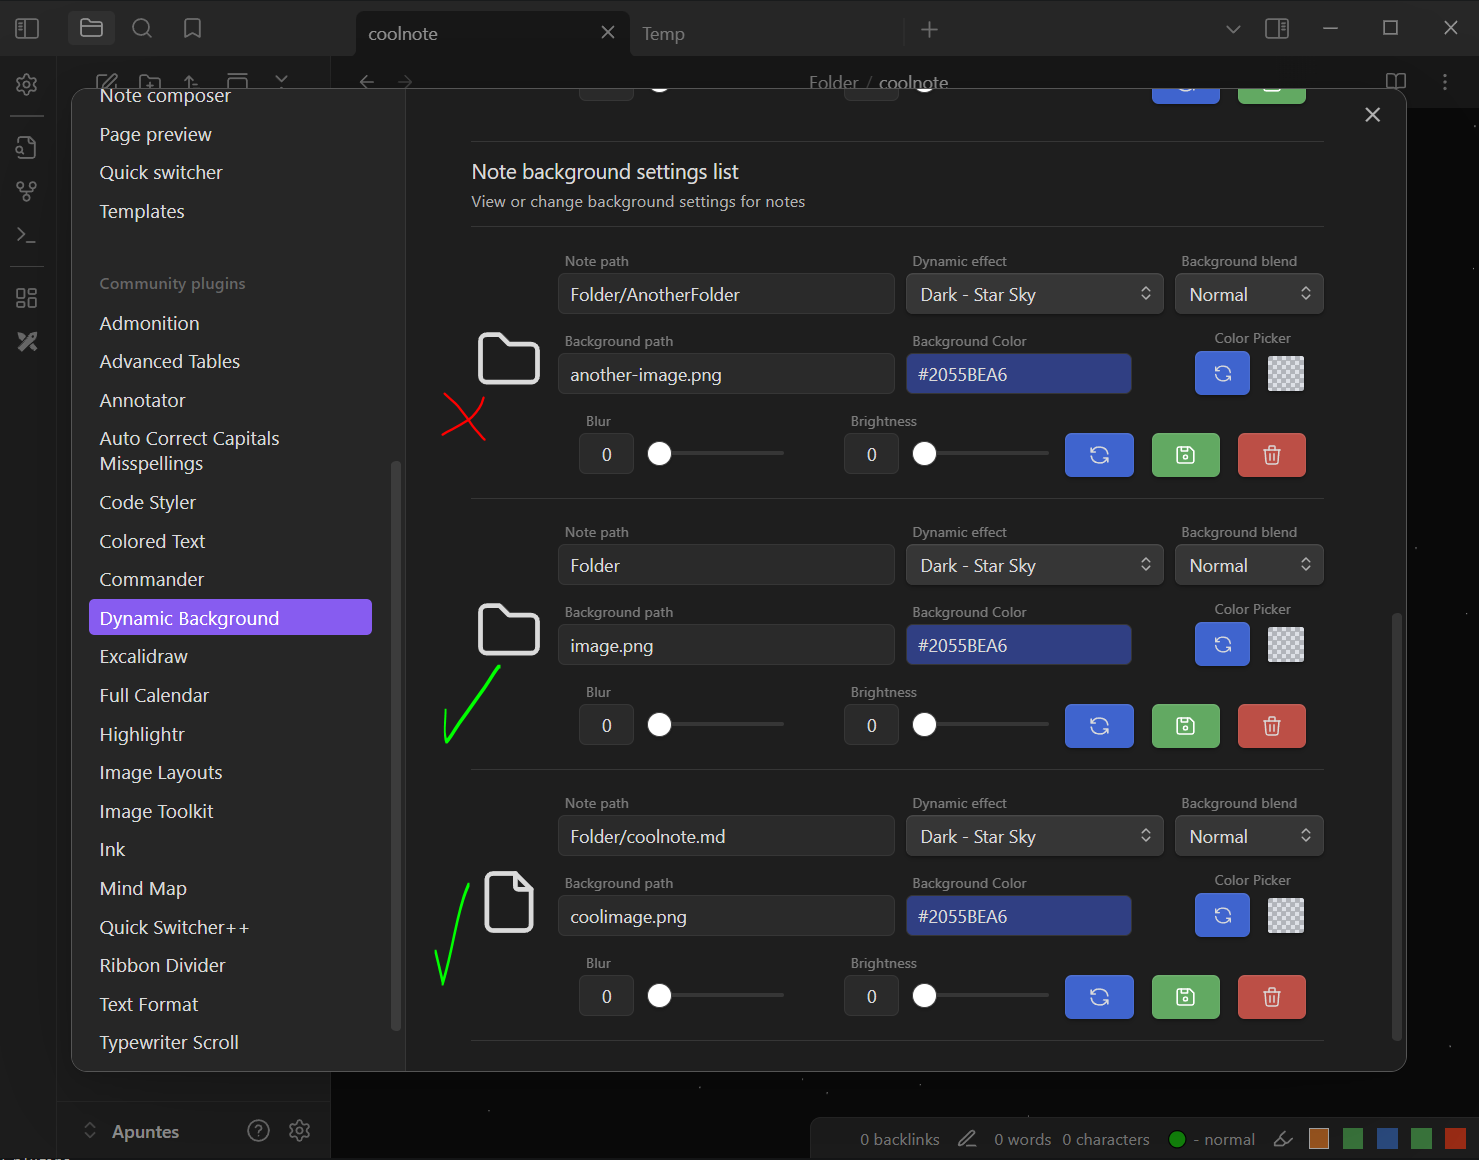 coolnote
Temp
Folder / coolnote
Note composer
Page preview
Quick switcher
Templates
Community plugins
Admonition
Advanced Tables
Annotator
Auto Correct Capitals
Misspellings
Code Styler
Colored Text
Commander
Dynamic Background
Excalidraw
Full Calendar
Highlightr
Image Layouts
Image Toolkit
Ink
Mind Map
Quick Switcher++
Ribbon Divider
Text Format
Typewriter Scroll
Note background settings list
View or change background settings for notes
Note path Dynamic effect Background blend
Folder/AnotherFolder Dark - Star Sky Normal
Background path Background Color Color Picker
another-image.png #2055BEA6
Blur Brightness
0 0
Note path Dynamic effect Background blend
Folder Dark - Star Sky Normal
Background path Background Color Color Picker
image.png #2055BEA6
Blur Brightness
0 0
Note path Dynamic effect Background blend
Folder/coolnote.md Dark - Star Sky Normal
Background path Background Color Color Picker
coolimage.png #2055BEA6
Blur Brightness
0 0
Apuntes
0 backlinks 0 words 0 characters - normal